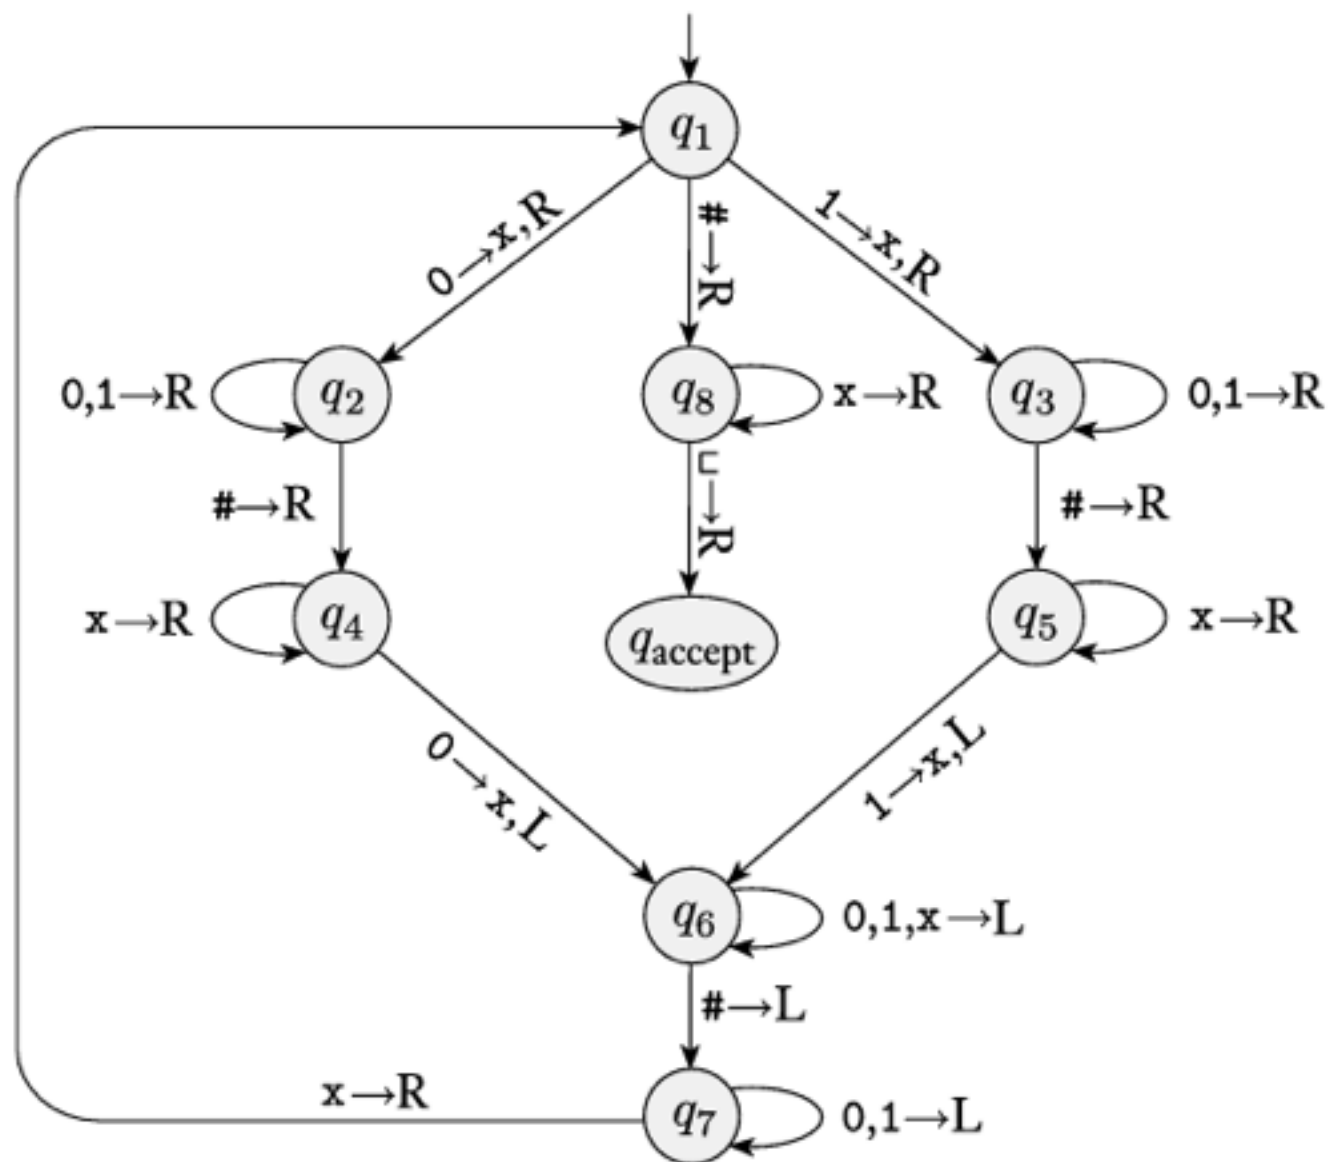 q1
0→x,R
#→R
1→x,R
0,1→R
q2
q8
x→R
q3
0,1→R
#→R
⊔→R
#→R
x→R
q4
qaccept
q5
x→R
0→x,L
1→x,L
q6
0,1,x→L
#→L
x→R
q7
0,1→L